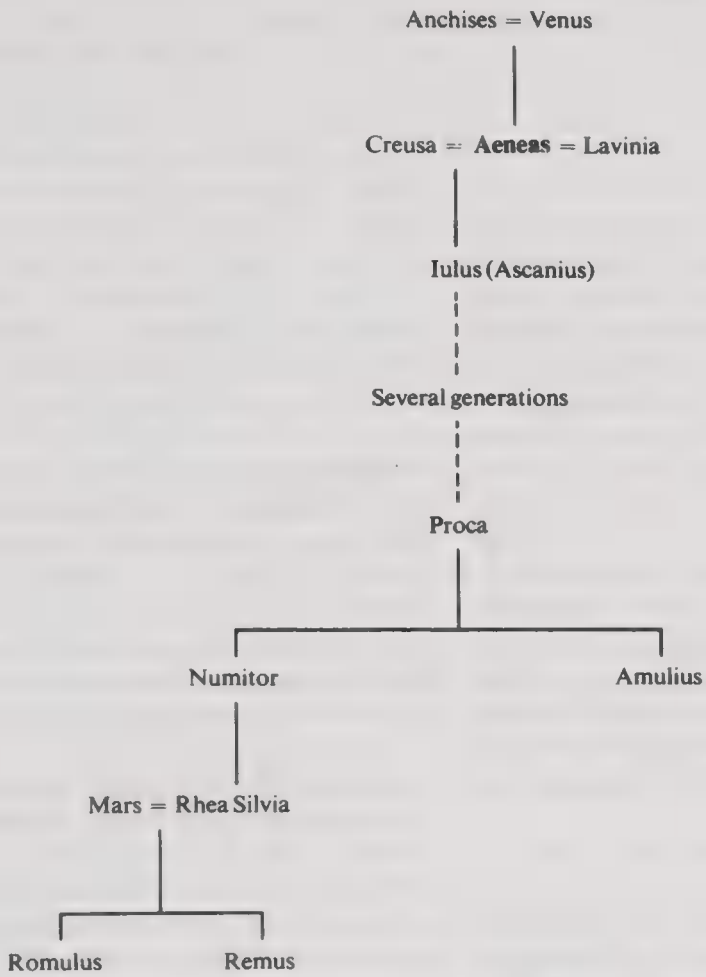 Anchises = Venus
Creusa = Aeneas = Lavinia
Iulus (Ascanius)
Several generations
Proca
Numitor Amulius
Mars = Rhea Silvia
Romulus Remus